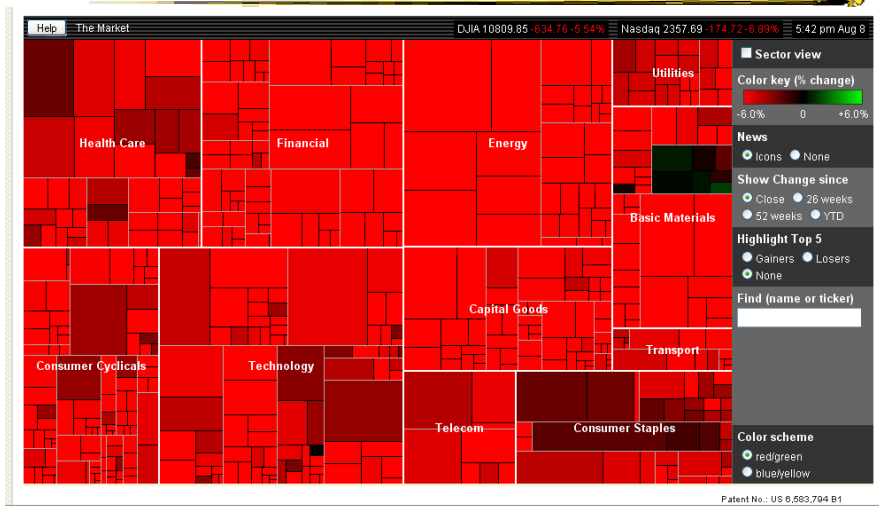 Help The Market DJIA 10809.85 -634.76 -5.54% Nasdaq 2357.69 -174.72 -6.89% 5:42 pm Aug 8
Sector view
Color key (% change)
-6.0% 0 +6.0%
News
Icons None
Show Change since
Close 26 weeks
52 weeks YTD
Highlight Top 5
Gainers Losers
None
Find (name or ticker)
Color scheme
red/green
blue/yellow
Utilities
Health Care Financial Energy
Basic Materials
Capital Goods
Transport
Consumer Cyclicals Technology
Telecom Consumer Staples
Patent No.: US 6,583,794 B1